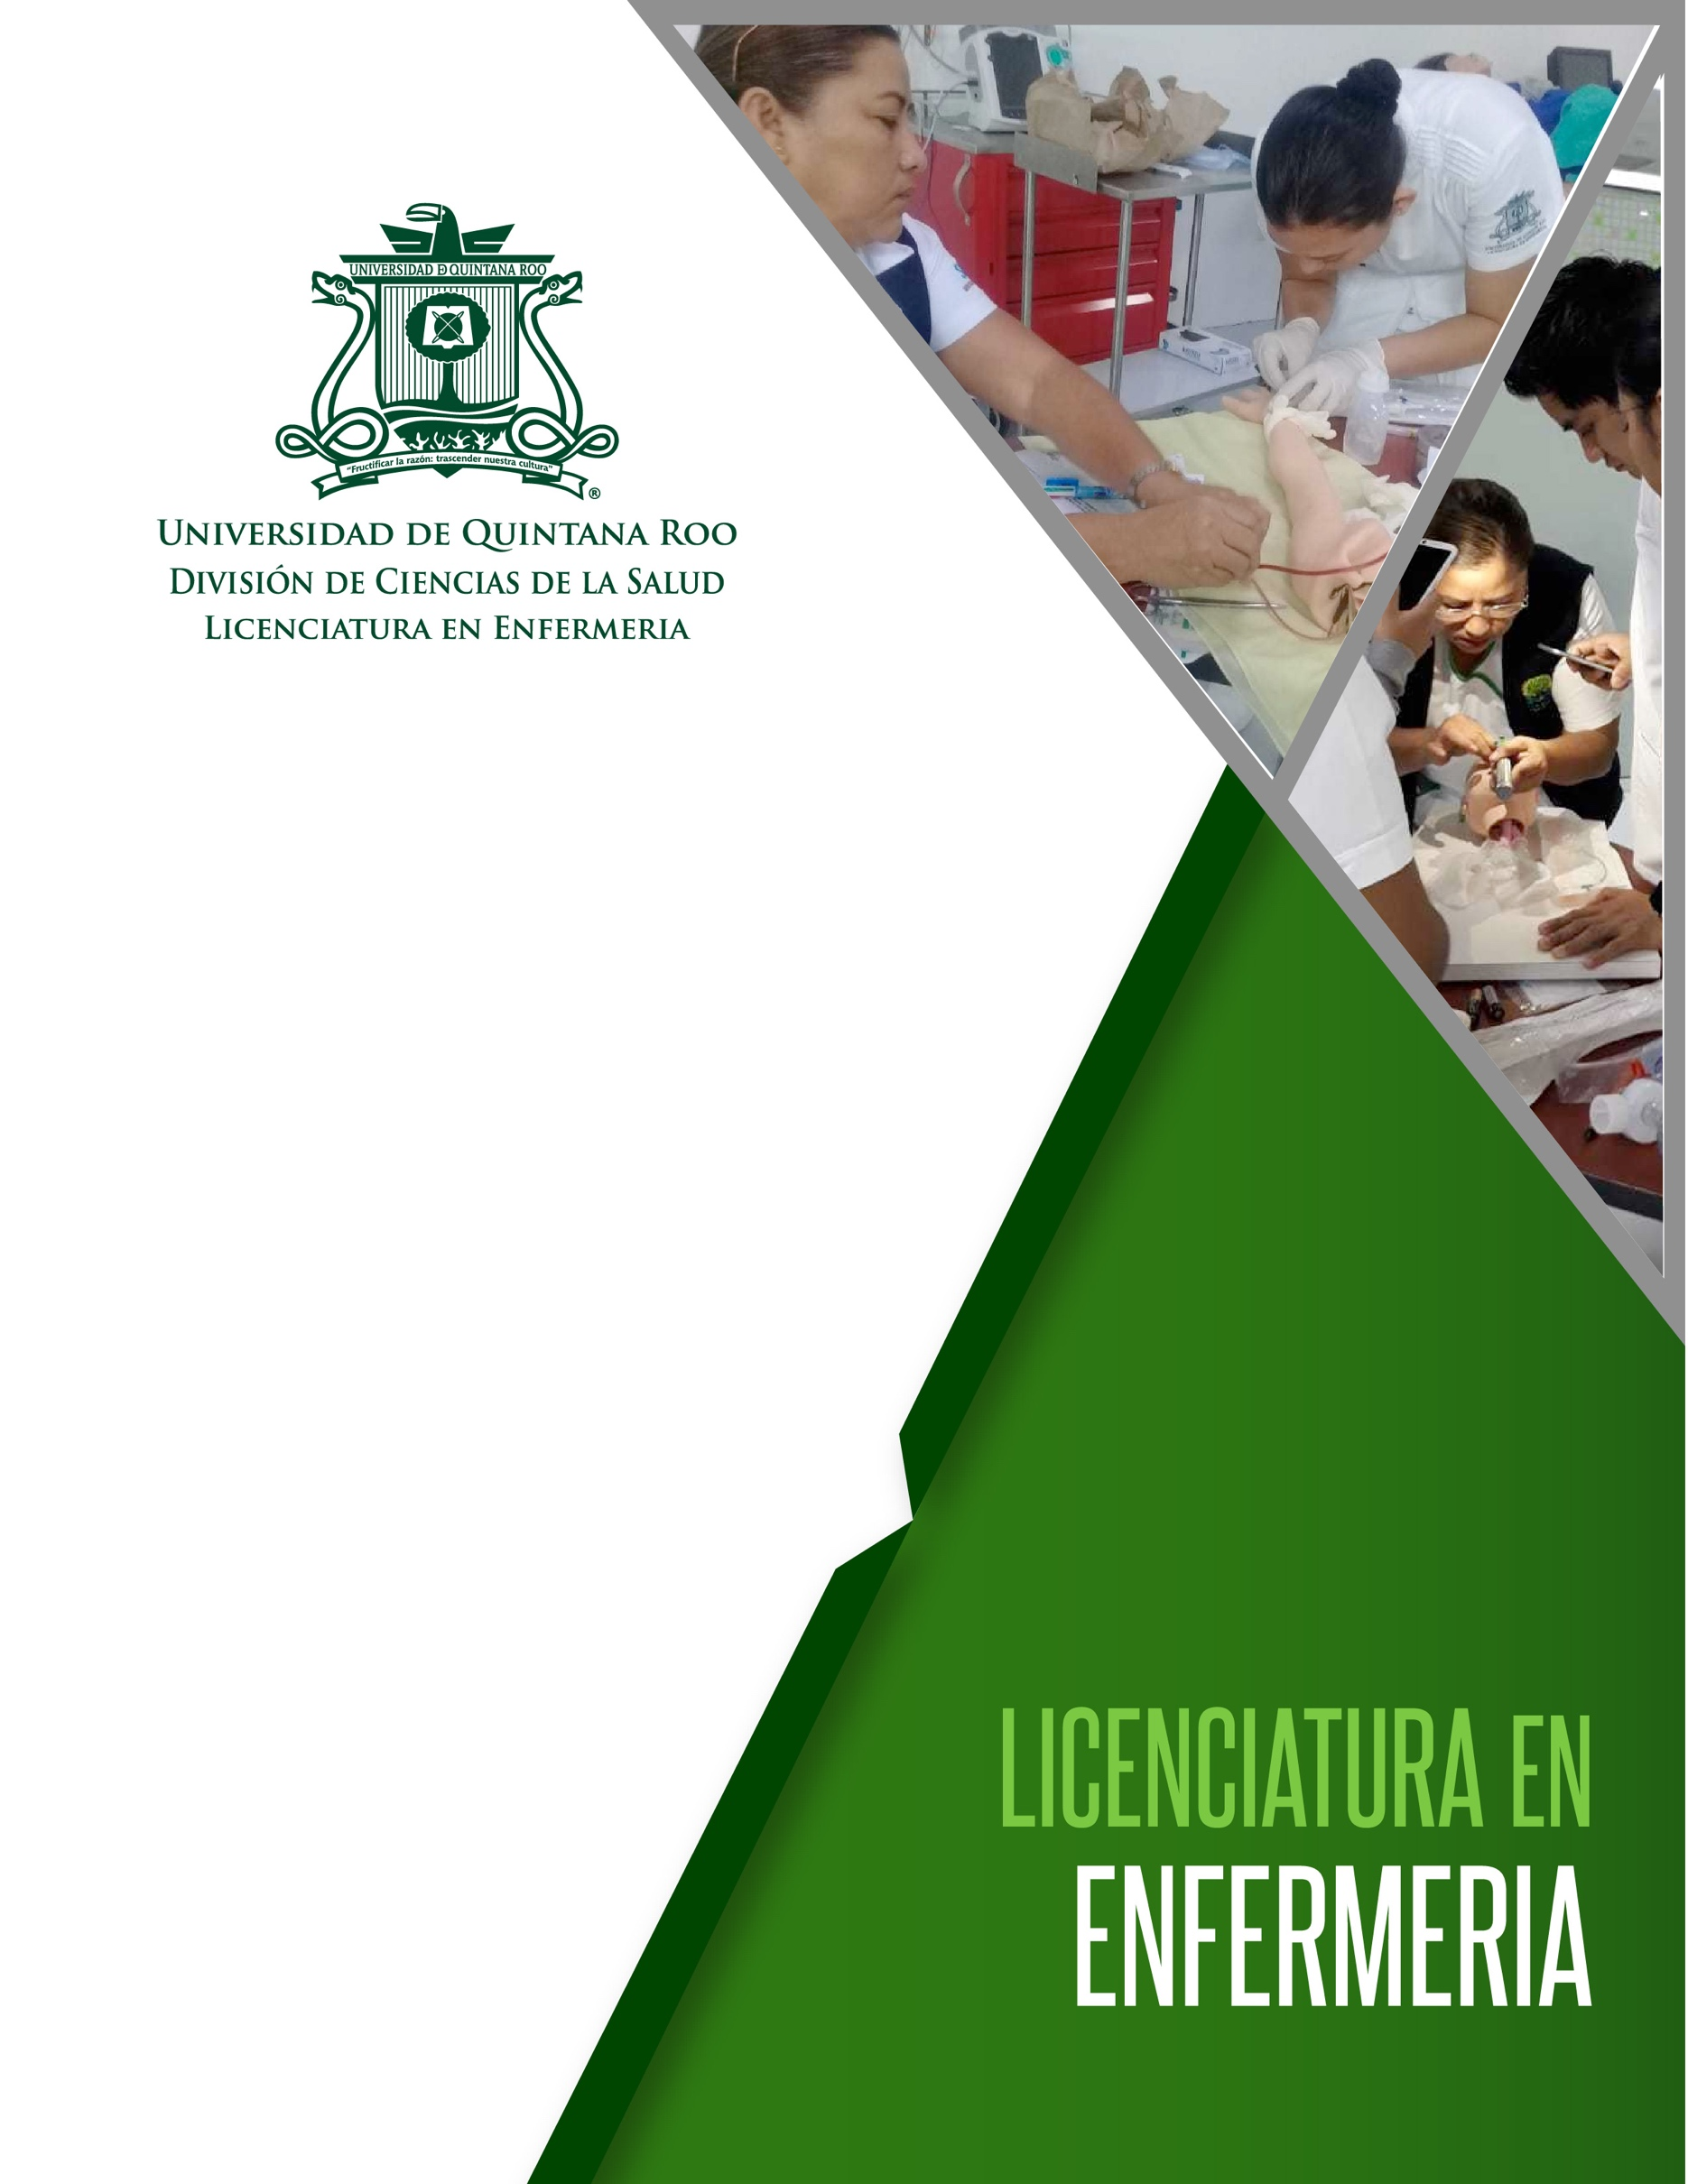 UNIVERSIDAD DE QUINTANA ROO
"Fructificar la razón: trascender nuestra cultura"
®
UNIVERSIDAD DE QUINTANA ROO
DIVISIÓN DE CIENCIAS DE LA SALUD
LICENCIATURA EN ENFERMERIA
LICENCIATURA EN
ENFERMERIA